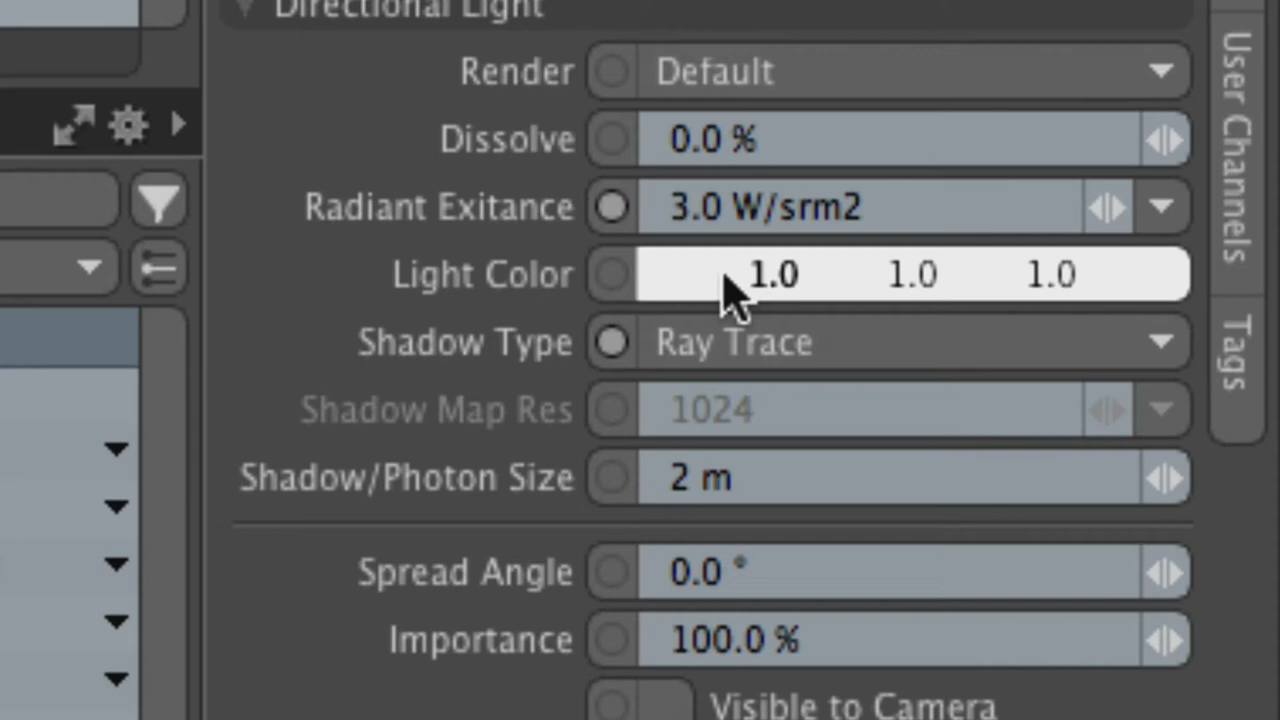 Directional Light
Render Default
Dissolve 0.0 %
Radiant Exitance 3.0 W/srm2
Light Color 1.0 1.0 1.0
Shadow Type Ray Trace
Shadow Map Res 1024
Shadow/Photon Size 2 m
Spread Angle 0.0 °
Importance 100.0 %
Visible to Camera
User Channels
Tags